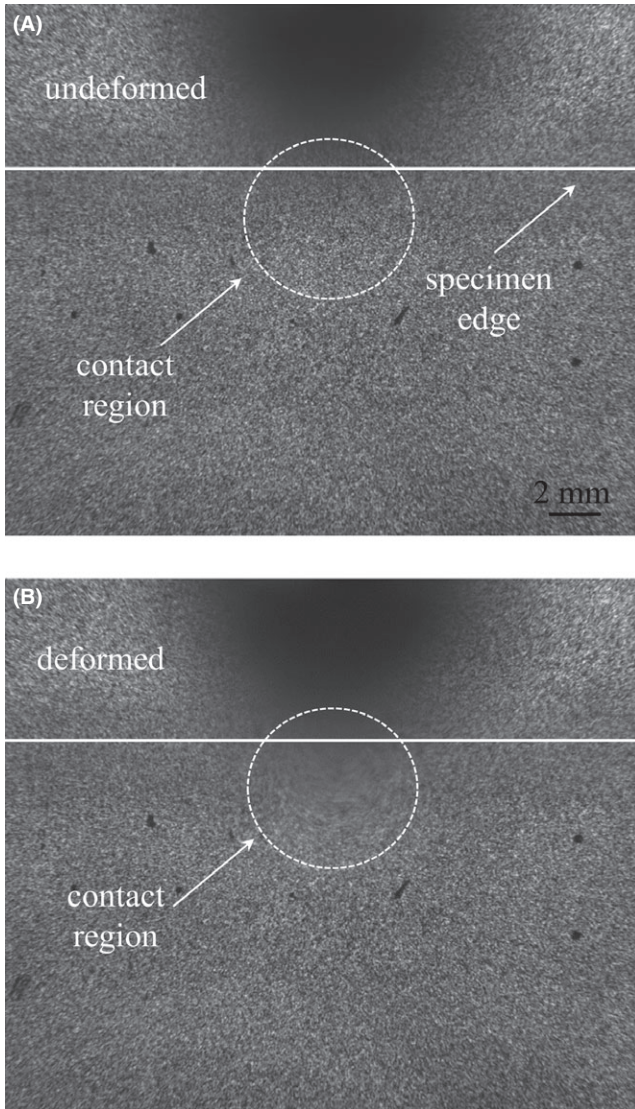 (A)
undeformed
specimen
edge
contact
region
2 mm
(B)
deformed
contact
region